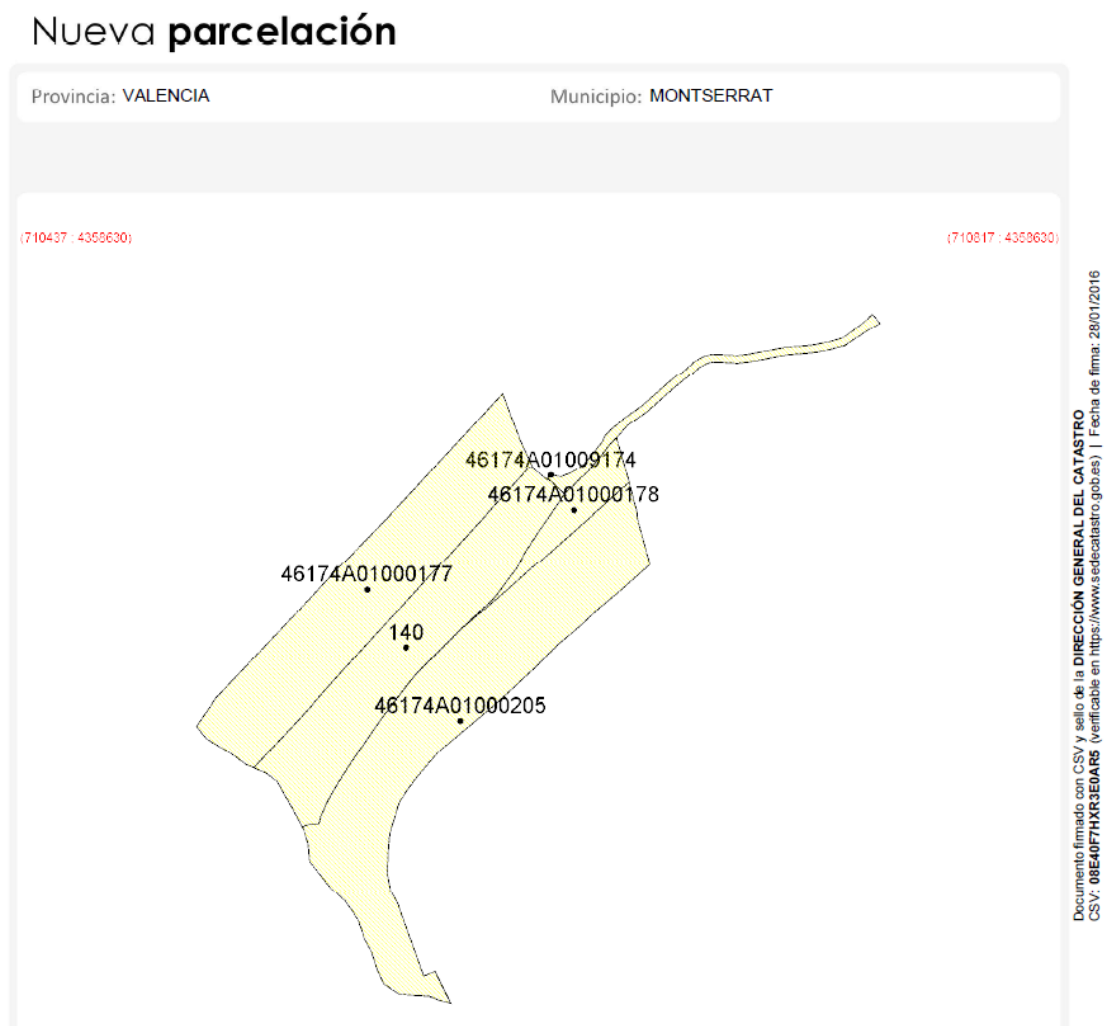 Nueva parcelación
Provincia: VALENCIA
Municipio: MONTSERRAT
(710437 : 4358630)
(710817 : 4358630)
46174A01009174
46174A01000178
46174A01000177
140
46174A01000205
Documento firmado con CSV y sello de la DIRECCIÓN GENERAL DEL CATASTRO
CSV: 08E40F7HXR3E0AR5 (verificable en https://www.sedecatastro.gob.es) | Fecha de firma: 28/01/2016